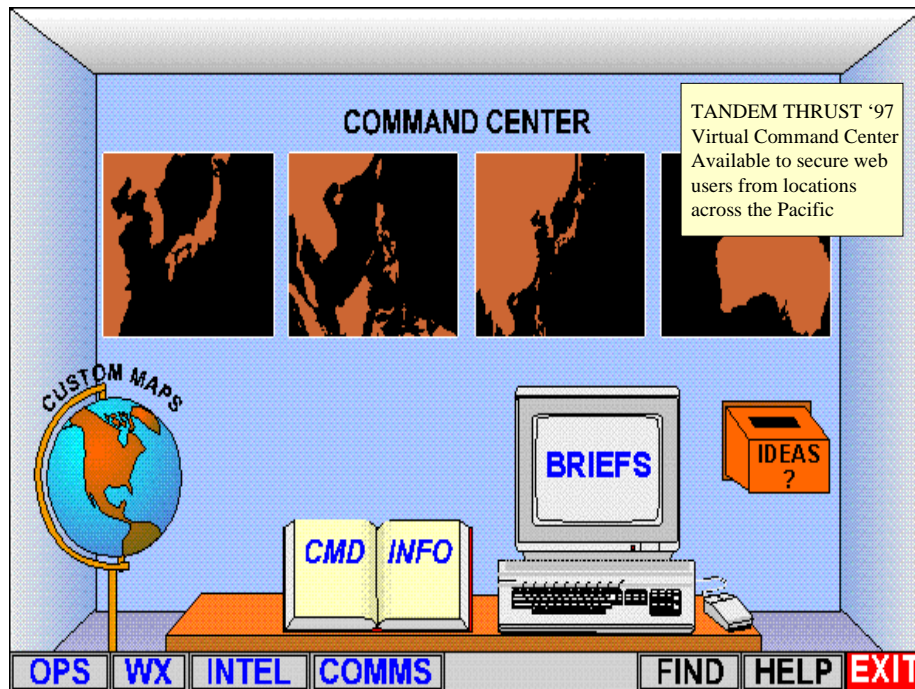 COMMAND CENTER
TANDEM THRUST ‘97
Virtual Command Center
Available to secure web
users from locations
across the Pacific
CUSTOM MAPS
BRIEFS
IDEAS
?
CMD INFO
OPS WX INTEL COMMS FIND HELP EXIT